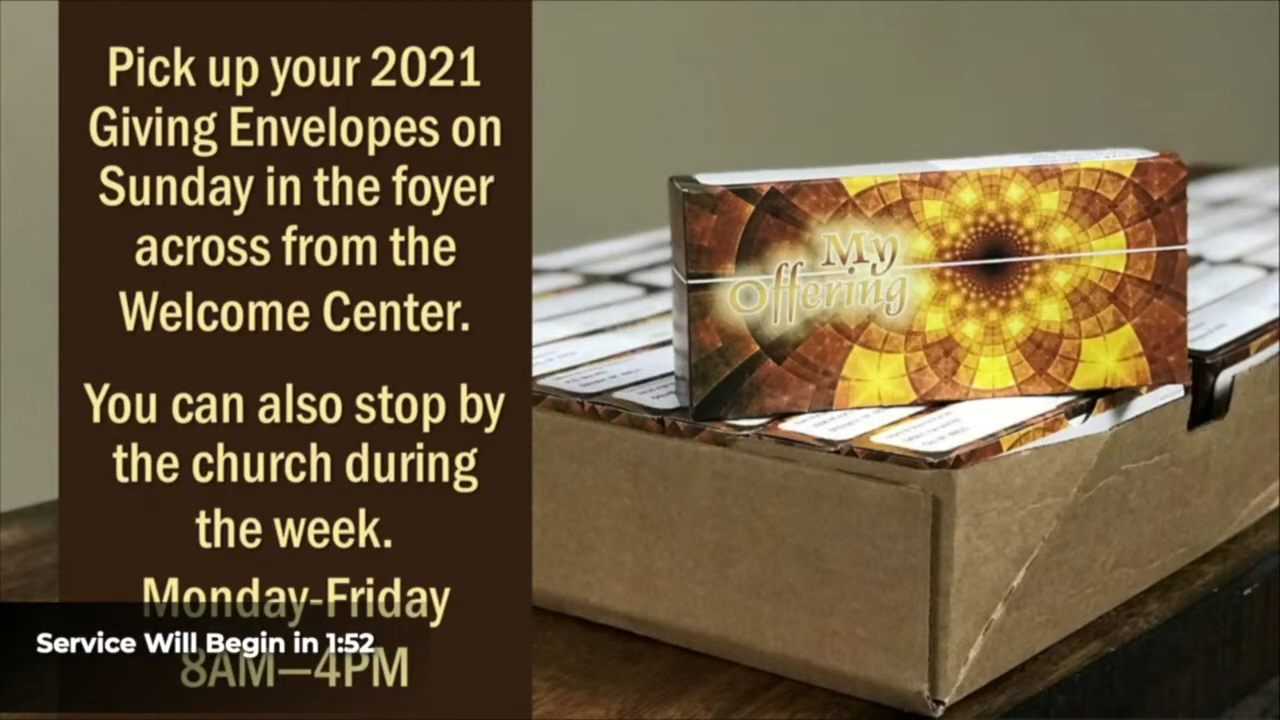 Pick up your 2021
Giving Envelopes on
Sunday in the foyer
across from the
Welcome Center.
You can also stop by
the church during
the week.
Monday-Friday
8AM—4PM
Service Will Begin in 1:52
My
Offering